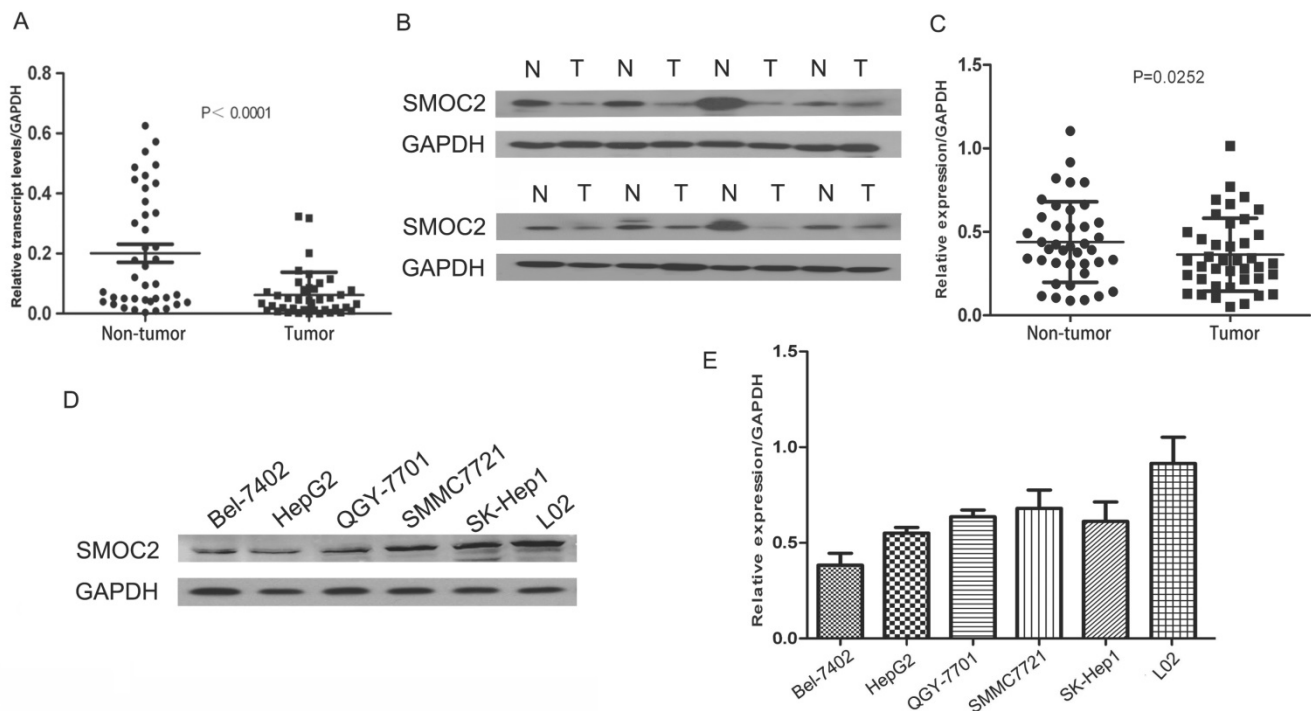 A
Relative transcript levels/GAPDH
0.8
0.6
0.4
0.2
0.0
P< 0.0001
Non-tumor Tumor
B
N T N T N T N T
SMOC2
GAPDH
N T N T N T N T
SMOC2
GAPDH
C
Relative expression/GAPDH
1.5
1.0
0.5
0.0
P=0.0252
Non-tumor Tumor
D
Bel-7402 HepG2 QGY-7701 SMMC7721 SK-Hep1 L02
SMOC2
GAPDH
E
Relative expression/GAPDH
1.5
1.0
0.5
0.0
Bel-7402 HepG2 QGY-7701 SMMC7721 SK-Hep1 L02